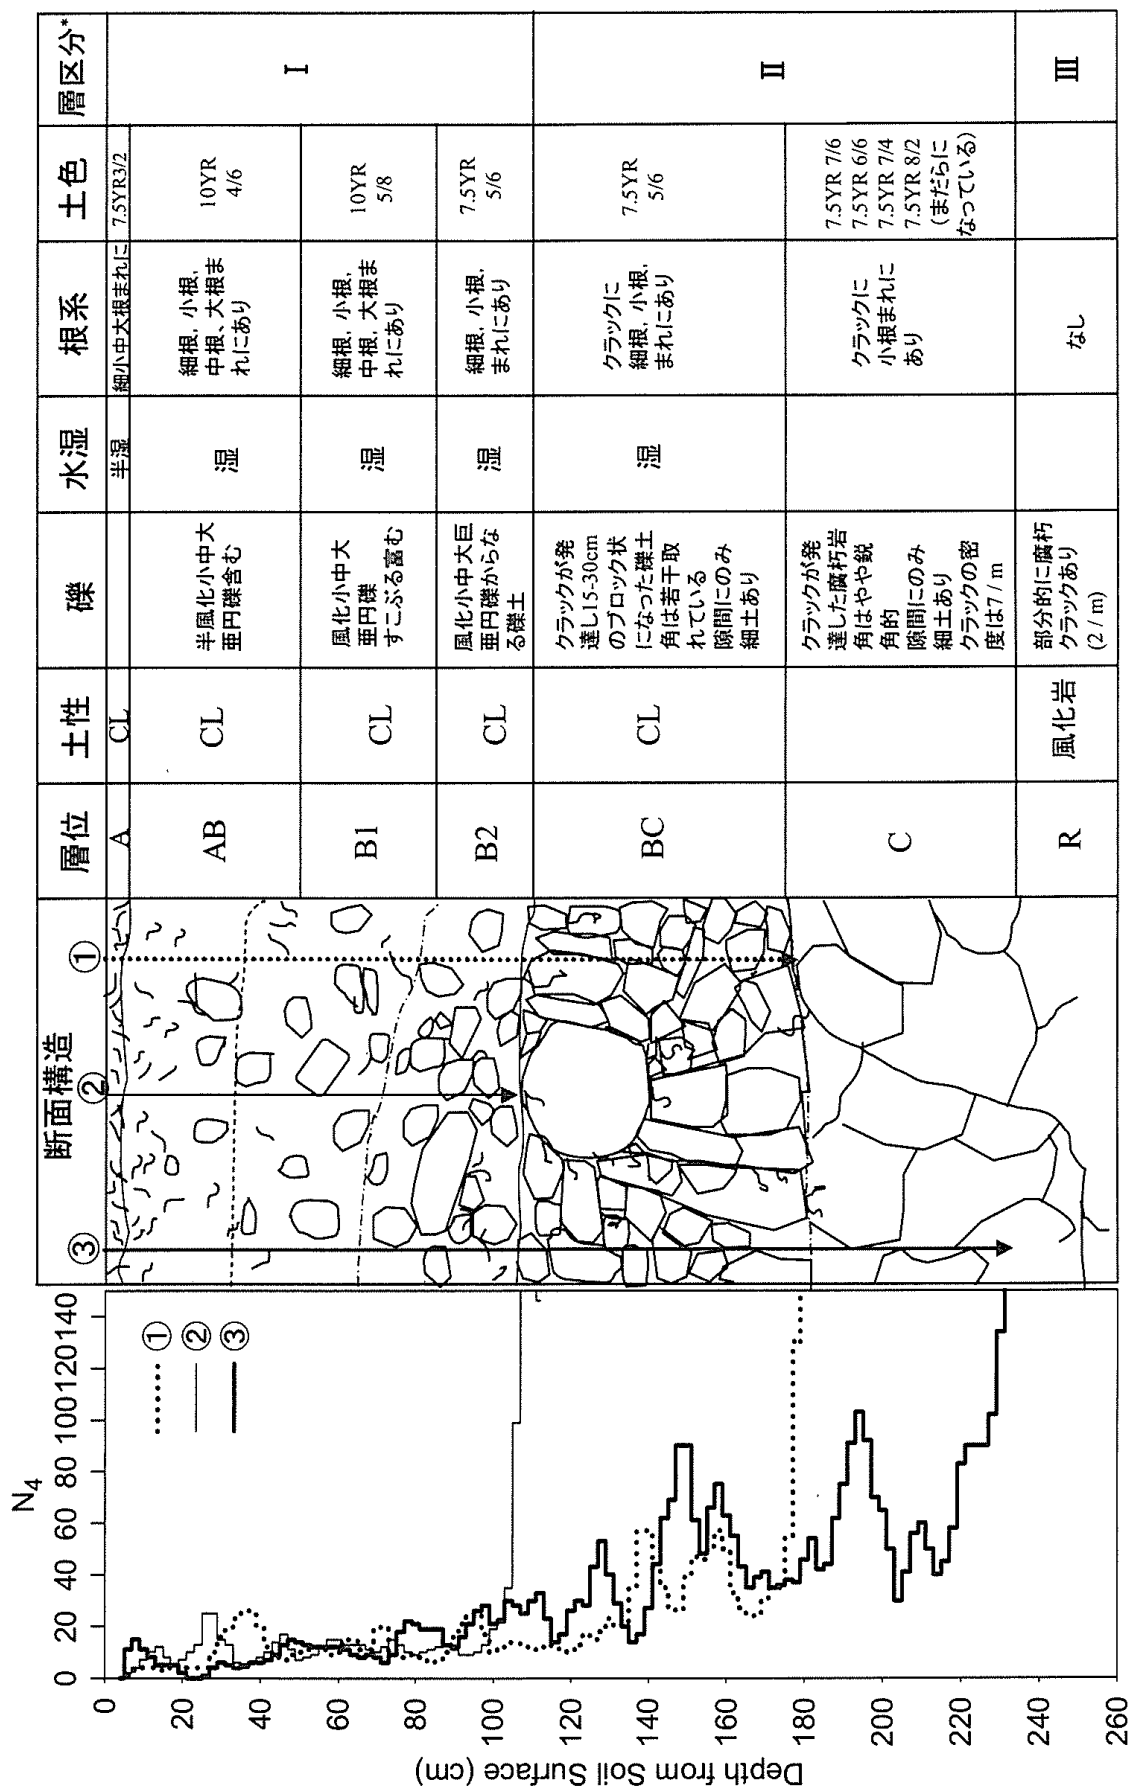 N4
0 20 40 60 80 100 120 140
①
②
③
Depth from Soil Surface (cm)
0
20
40
60
80
100
120
140
160
180
200
220
240
260
断面構造
③
②
①
層位
土性
礫
水湿
根系
土色
層区分*
A
CL
半湿
細小中大根まれに
7.5YR3/2
AB
CL
半風化小中大
亜円礫含む
湿
細根, 小根,
中根、大根ま
れにあり
10YR
4/6
I
B1
CL
風化小中大
亜円礫
すこぶる富む
湿
細根, 小根,
中根, 大根ま
れにあり
10YR
5/8
B2
CL
風化小中大巨
亜円礫からな
る礫土
湿
細根, 小根,
まれにあり
7.5YR
5/6
BC
CL
クラックが発
達し15-30cm
のブロック状
になった礫土
角は若干取
れている
隙間にのみ
細土あり
湿
クラックに
細根, 小根,
まれにあり
7.5YR
5/6
II
C
クラックが発
達した腐朽岩
角はやや鋭
角的
隙間にのみ
細土あり
クラックの密
度は7/m
クラックに
小根まれに
あり
7.5YR 7/6
7.5YR 6/6
7.5YR 7/4
7.5YR 8/2
(まだらに
なっている)
R
風化岩
部分的に腐朽
クラックあり
(2/m)
なし
III